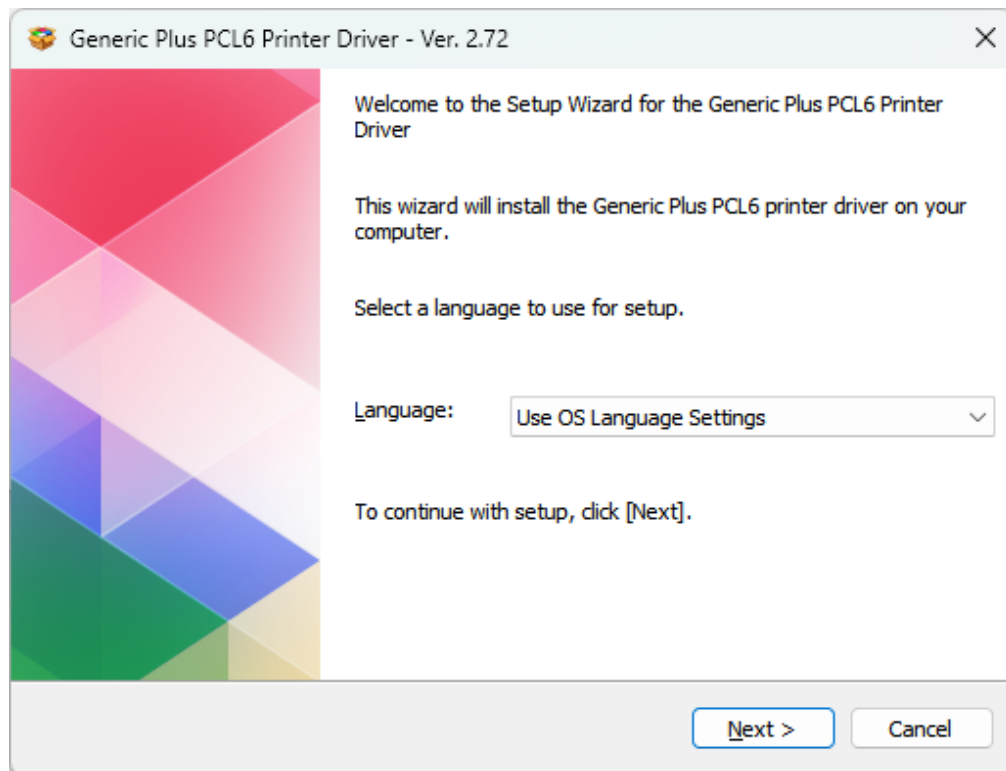 Generic Plus PCL6 Printer Driver - Ver. 2.72
Welcome to the Setup Wizard for the Generic Plus PCL6 Printer
Driver
This wizard will install the Generic Plus PCL6 printer driver on your
computer.
Select a language to use for setup.
Language:
Use OS Language Settings
To continue with setup, click [Next].
Next >
Cancel